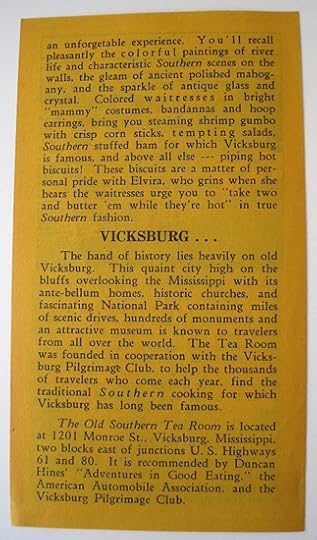 an unforgetable experience. You'll recall
pleasantly the colorful paintings of river
life and characteristic Southern scenes on the
walls, the gleam of ancient polished mahog-
any, and the sparkle of antique glass and
crystal. Colored waitresses in bright
"mammy" costumes, bandannas and hoop
earrings, bring you steaming shrimp gumbo
with crisp corn sticks, tempting salads,
Southern stuffed ham for which Vicksburg
is famous, and above all else --- piping hot
biscuits! These biscuits are a matter of per-
sonal pride with Elvira, who grins when she
hears the waitresses urge you to "take two
and butter 'em while they're hot" in true
Southern fashion.
VICKSBURG . . .
The hand of history lies heavily on old
Vicksburg. This quaint city high on the
bluffs overlooking the Mississippi with its
ante-bellum homes, historic churches, and
fascinating National Park containing miles
of scenic drives, hundreds of monuments and
an attractive museum is known to travelers
from all over the world. The Tea Room
was founded in cooperation with the Vicks-
burg Pilgrimage Club, to help the thousands
of travelers who come each year, find the
traditional Southern cooking for which
Vicksburg has long been famous.
The Old Southern Tea Room is located
at 1201 Monroe St., Vicksburg, Mississippi,
two blocks east of junctions U. S. Highways
61 and 80. It is recommended by Duncan
Hines' "Adventures in Good Eating," the
American Automobile Association, and the
Vicksburg Pilgrimage Club.